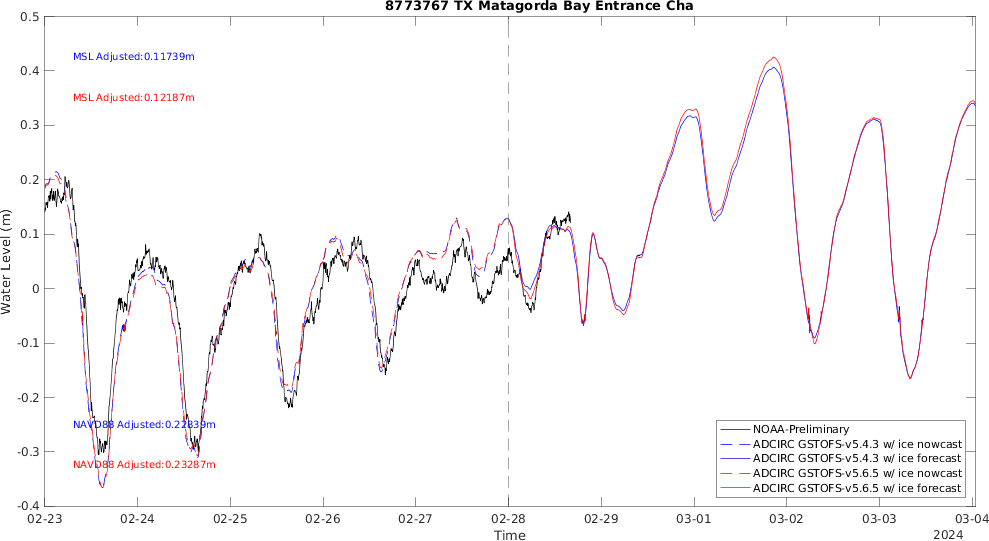 8773767 TX Matagorda Bay Entrance Cha
0.5
0.4
0.3
0.2
0.1
0
-0.1
-0.2
-0.3
-0.4
Water Level (m)
MSL Adjusted:0.11739m
MSL Adjusted:0.12187m
NAVD88 Adjusted:0.22839m
NAVD88 Adjusted:0.23287m
NOAA-Preliminary
ADCIRC GSTOFS-v5.4.3 w/ ice nowcast
ADCIRC GSTOFS-v5.4.3 w/ ice forecast
ADCIRC GSTOFS-v5.6.5 w/ ice nowcast
ADCIRC GSTOFS-v5.6.5 w/ ice forecast
02-23 02-24 02-25 02-26 02-27 02-28 02-29 03-01 03-02 03-03 03-04
Time
2024